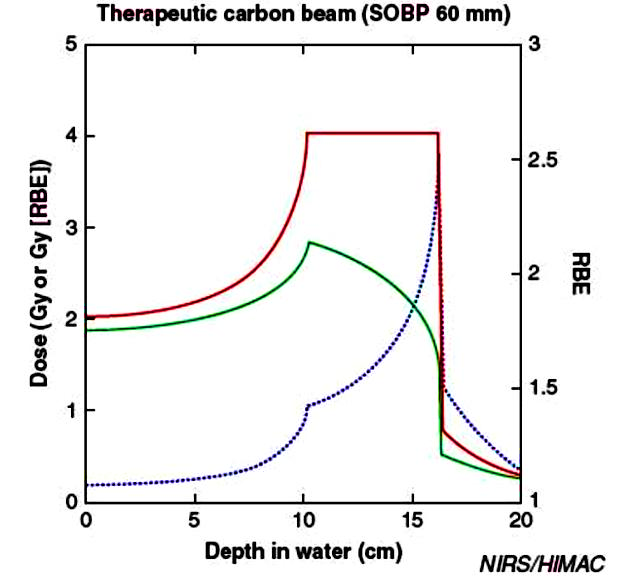 Therapeutic carbon beam (SOBP 60 mm)
5
4
3
2
1
0
Dose (Gy or Gy [RBE])
3
2.5
2
1.5
1
RBE
0 5 10 15 20
Depth in water (cm)
NIRS/HIMAC